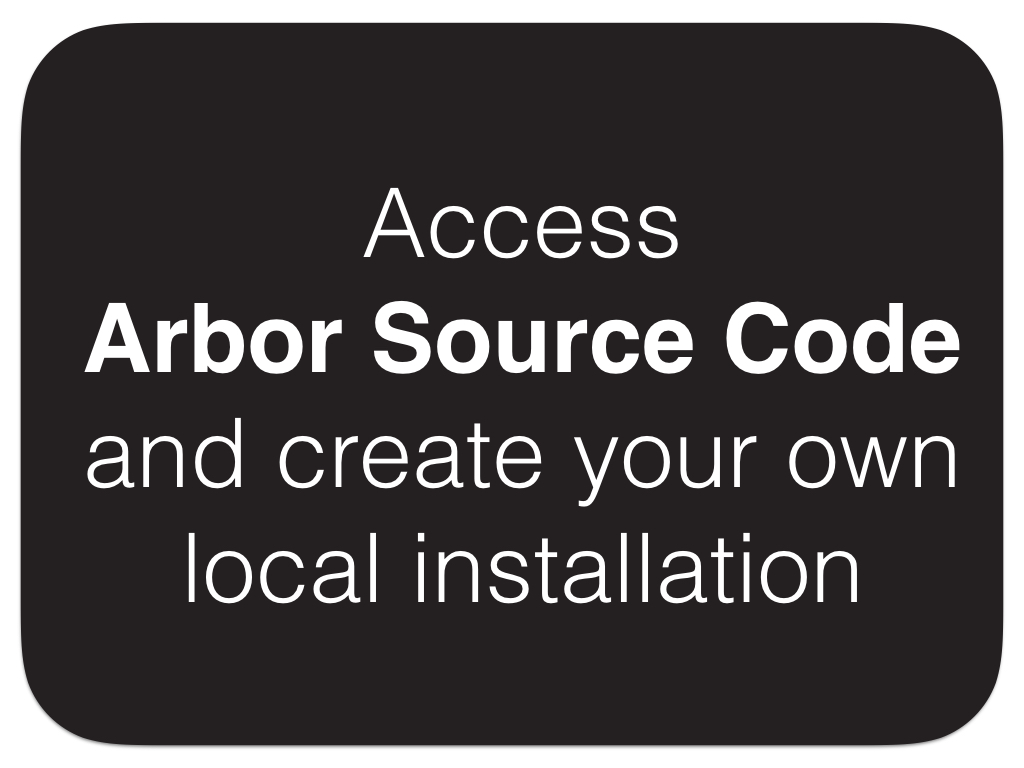 Access
Arbor Source Code
and create your own
local installation